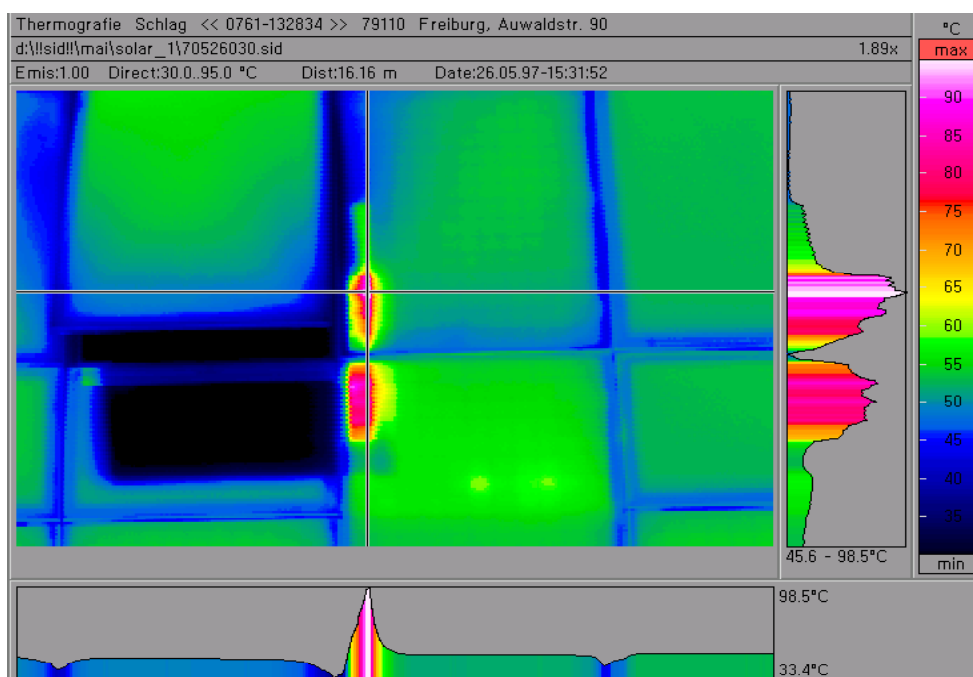 Thermografie Schlag << 0761-132834 >> 79110 Freiburg, Auwaldstr. 90
°C
d:\!!sid!!\mai\solar_1\70526030.sid 1.89x
max
Emis:1.00 Direct:30.0..95.0 °C Dist:16.16 m Date:26.05.97-15:31:52
90
85
80
75
70
65
60
55
50
45
40
35
45.6 - 98.5°C
min
98.5°C
33.4°C